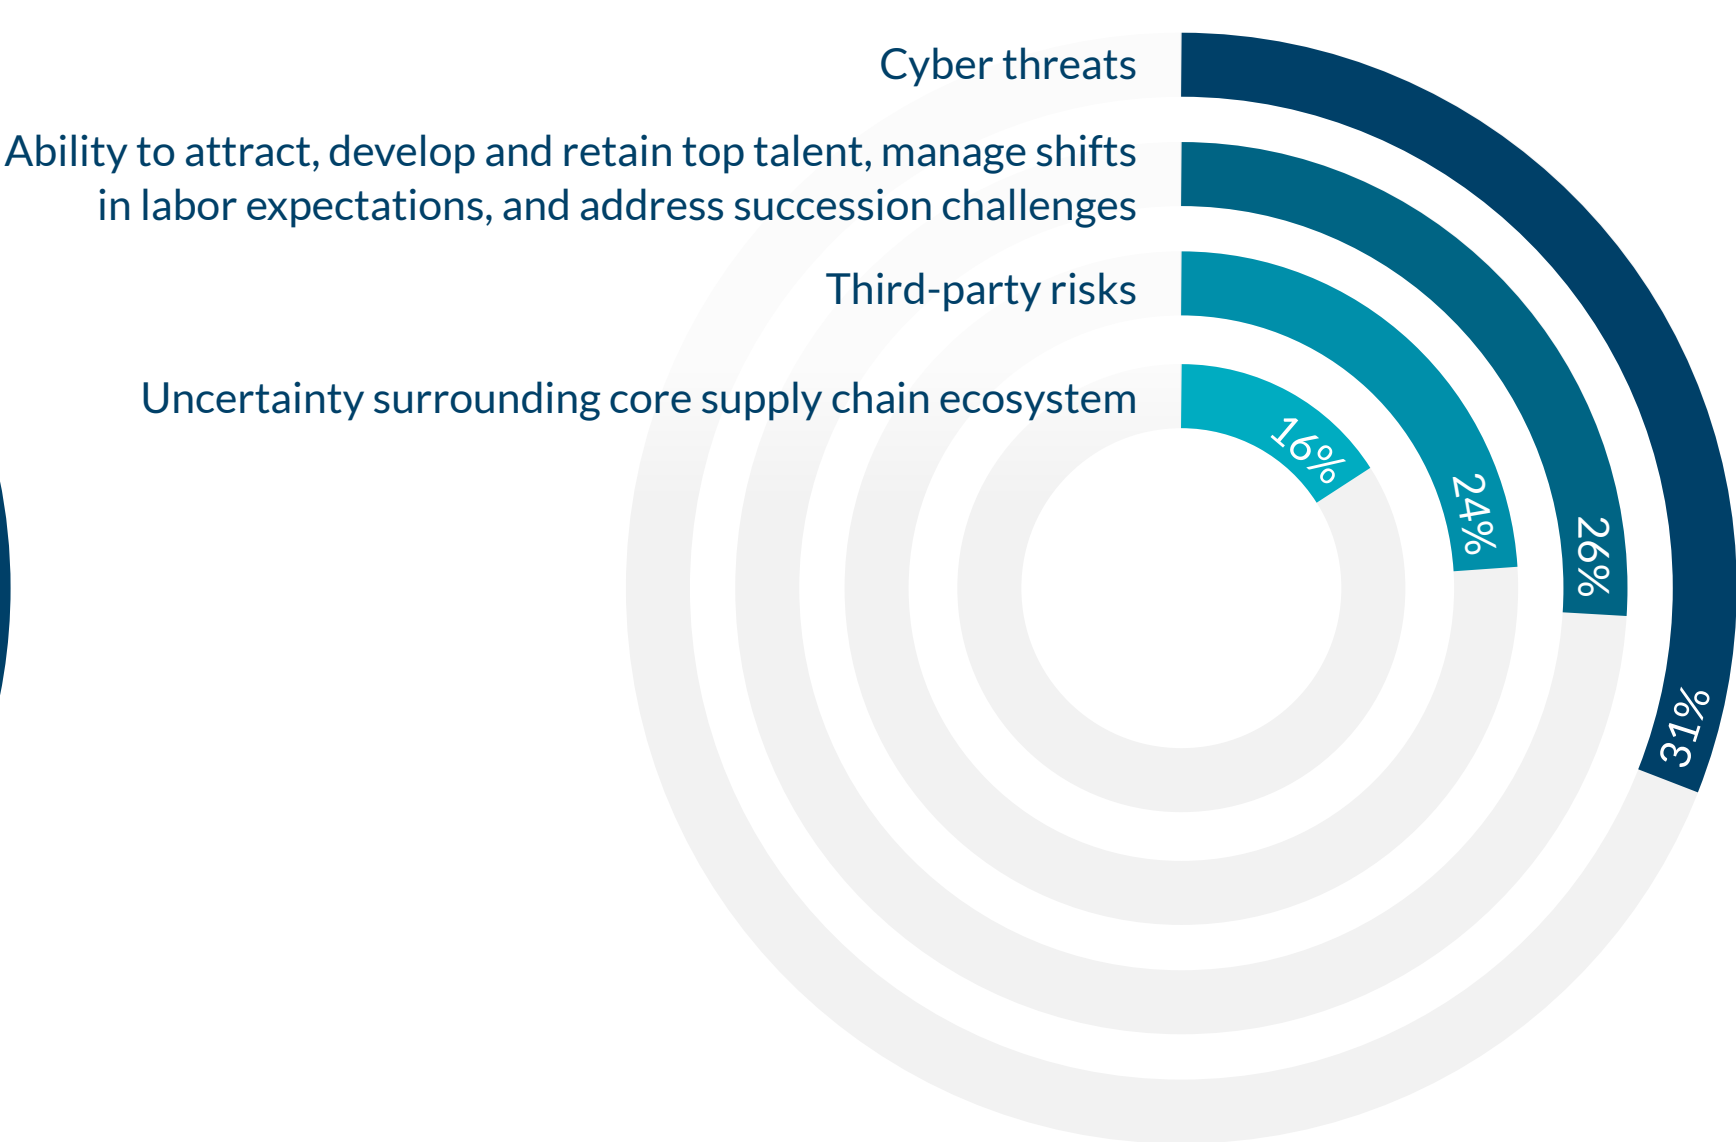 Cyber threats
Ability to attract, develop and retain top talent, manage shifts
in labor expectations, and address succession challenges
Third-party risks
Uncertainty surrounding core supply chain ecosystem
16%
24%
26%
31%